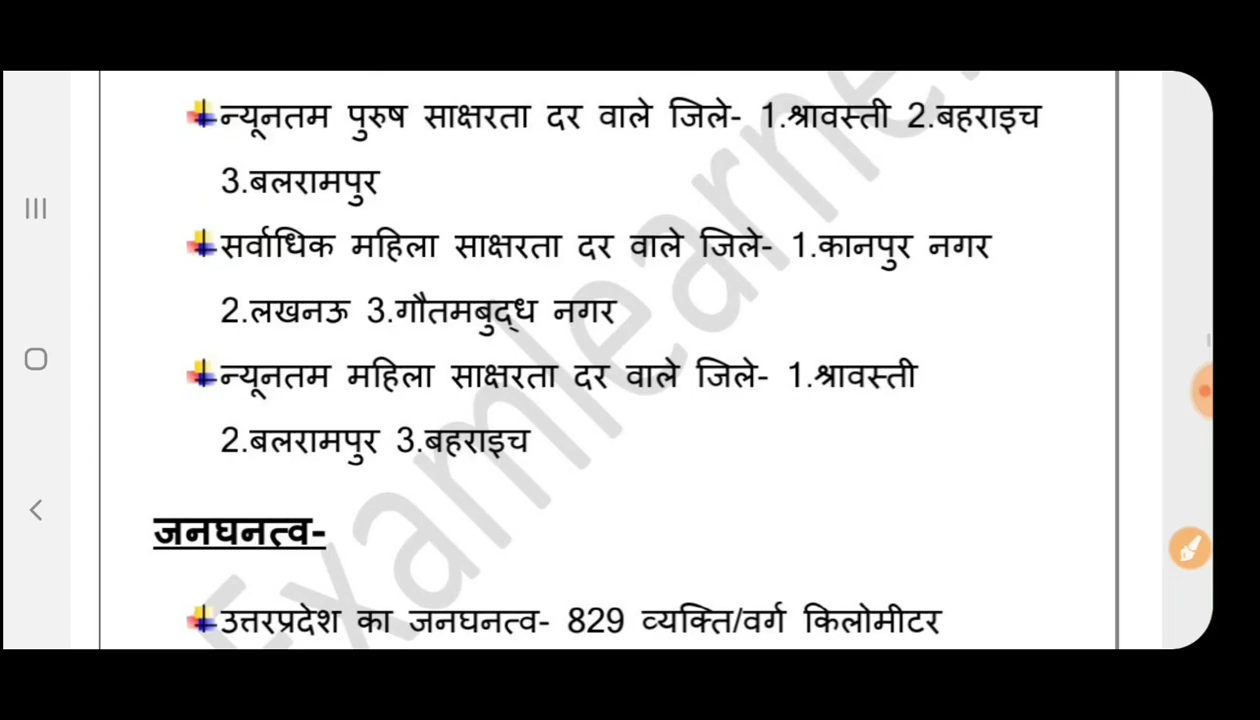 न्यूनतम पुरुष साक्षरता दर वाले जिले- 1.श्रावस्ती 2.बहराइच
3.बलरामपुर
सर्वाधिक महिला साक्षरता दर वाले जिले- 1.कानपुर नगर
2.लखनऊ 3.गौतमबुद्ध नगर
न्यूनतम महिला साक्षरता दर वाले जिले- 1.श्रावस्ती
2.बलरामपुर 3.बहराइच
जनघनत्व-
उत्तरप्रदेश का जनघनत्व- 829 व्यक्ति/वर्ग किलोमीटर
Examlearner